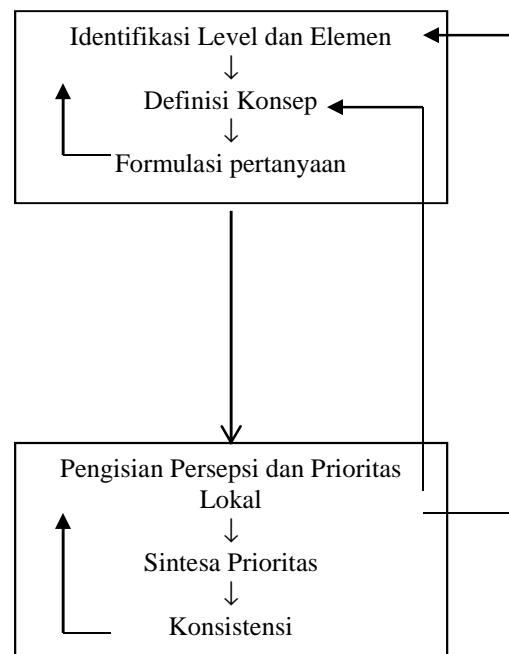 Identifikasi Level dan Elemen
↓
Definisi Konsep
↓
Formulasi pertanyaan
Pengisian Persepsi dan Prioritas
Lokal
↓
Sintesa Prioritas
↓
Konsistensi